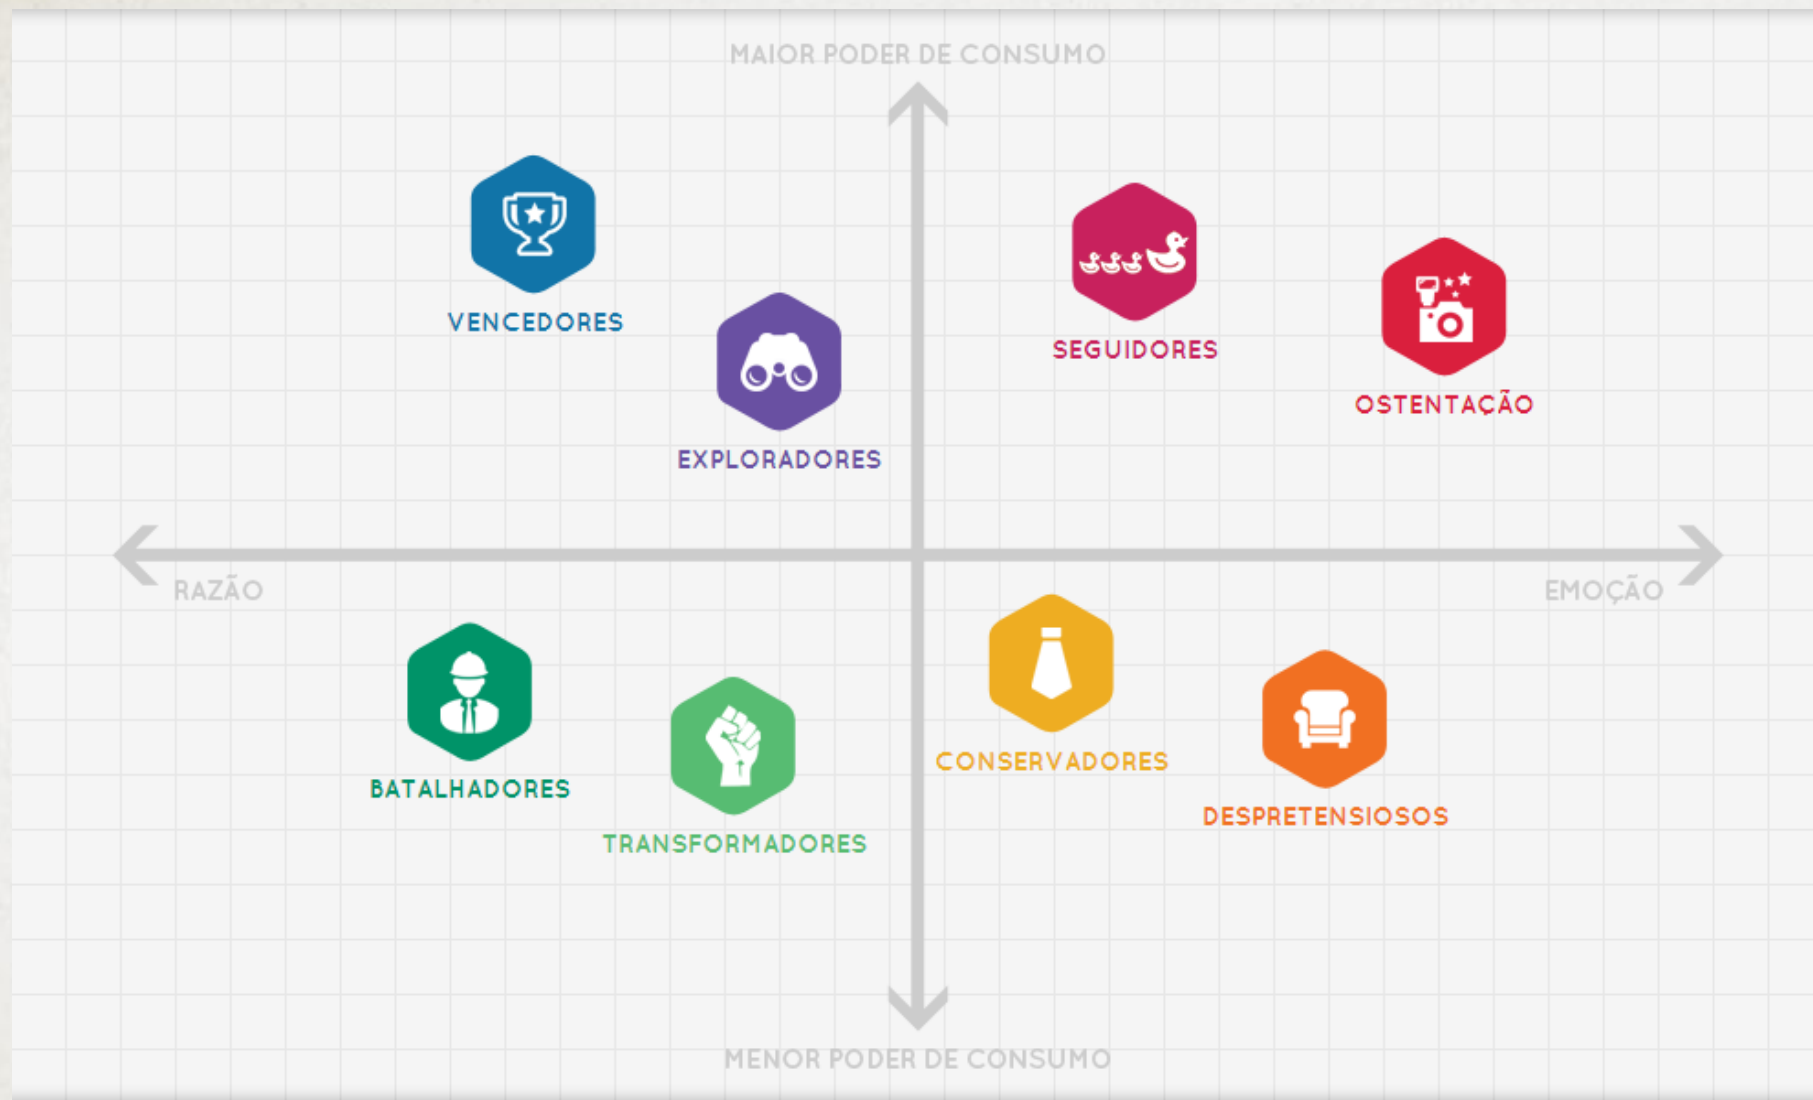 MAIOR PODER DE CONSUMO
VENCEDORES
SEGUIDORES
OSTENTAÇÃO
EXPLORADORES
RAZÃO
EMOÇÃO
BATALHADORES
CONSERVADORES
TRANSFORMADORES
DESPRETENSIOSOS
MENOR PODER DE CONSUMO